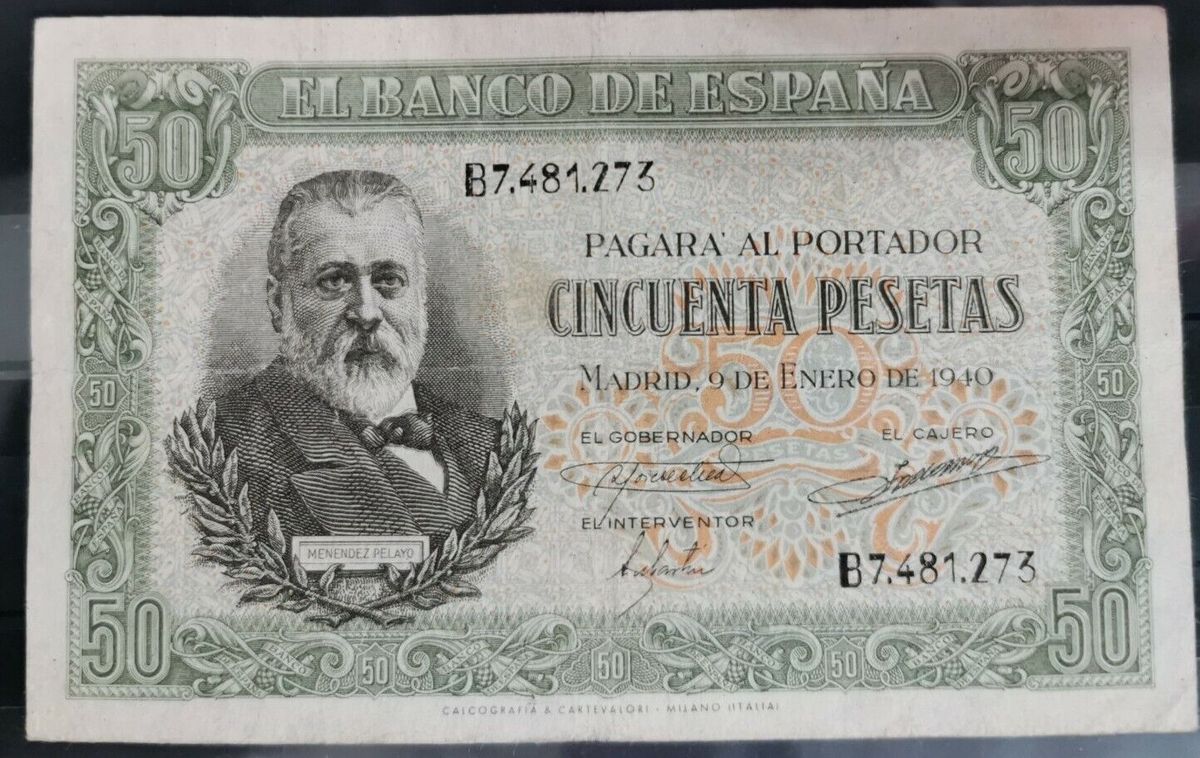 50 EL BANCO DE ESPAÑA 50
B7.481.273
PAGARA' AL PORTADOR
CINCUENTA PESETAS
50
MADRID, 9 DE ENERO DE 1940
50 50
EL GOBERNADOR EL CAJERO
PESETAS
EL INTERVENTOR
MENENDEZ PELAYO
B7.481.273
50 50 50 50 50
CALCOGRAFIA & CARTEVALORI - MILANO (ITALIA)